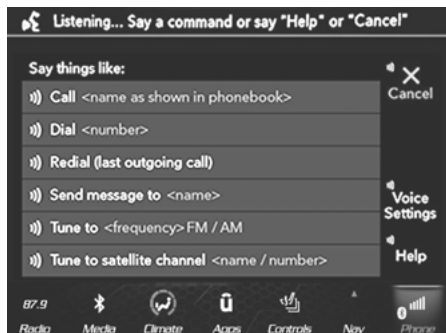 Listening... Say a command or say "Help" or "Cancel"
Say things like:
Call <name as shown in phonebook>
Cancel
Dial <number>
Redial (last outgoing call)
Send message to <name>
Voice
Settings
Tune to <frequency> FM / AM
Tune to satellite channel <name / number>
Help
87.9
Radio Media Climate Apps Controls Nav Phone